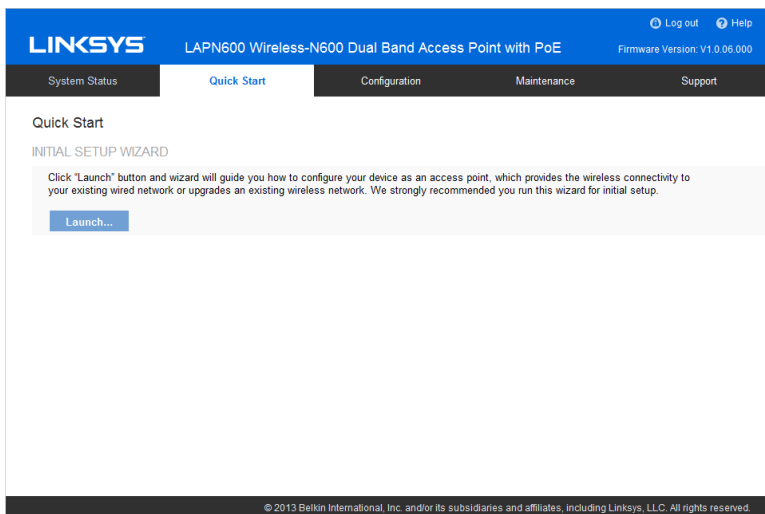 Log out Help
LINKSYS LAPN600 Wireless-N600 Dual Band Access Point with PoE Firmware Version: V1.0.06.000
System Status Quick Start Configuration Maintenance Support
Quick Start
INITIAL SETUP WIZARD
Click "Launch" button and wizard will guide you how to configure your device as an access point, which provides the wireless connectivity to
your existing wired network or upgrades an existing wireless network. We strongly recommended you run this wizard for initial setup.
Launch...
© 2013 Belkin International, Inc. and/or its subsidiaries and affiliates, including Linksys, LLC. All rights reserved.